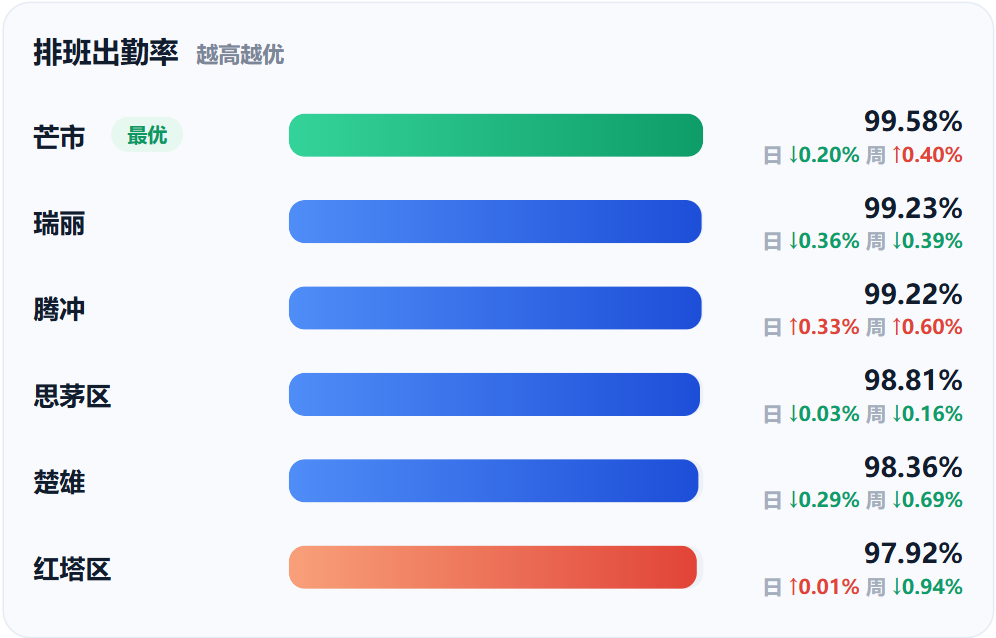 排班出勤率 越高越优
芒市 最优 99.58%
日 ↓0.20% 周 ↑0.40%
瑞丽 99.23%
日 ↓0.36% 周 ↓0.39%
腾冲 99.22%
日 ↑0.33% 周 ↑0.60%
思茅区 98.81%
日 ↓0.03% 周 ↓0.16%
楚雄 98.36%
日 ↓0.29% 周 ↓0.69%
红塔区 97.92%
日 ↑0.01% 周 ↓0.94%